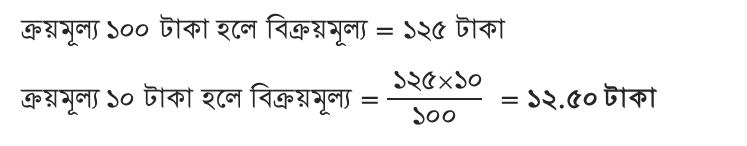 ক্রয়মূল্য ১০০ টাকা হলে বিক্রয়মূল্য = ১২৫ টাকা
ক্রয়মূল্য ১০ টাকা হলে বিক্রয়মূল্য = ১২৫×১০/১০০ = ১২.৫০ টাকা